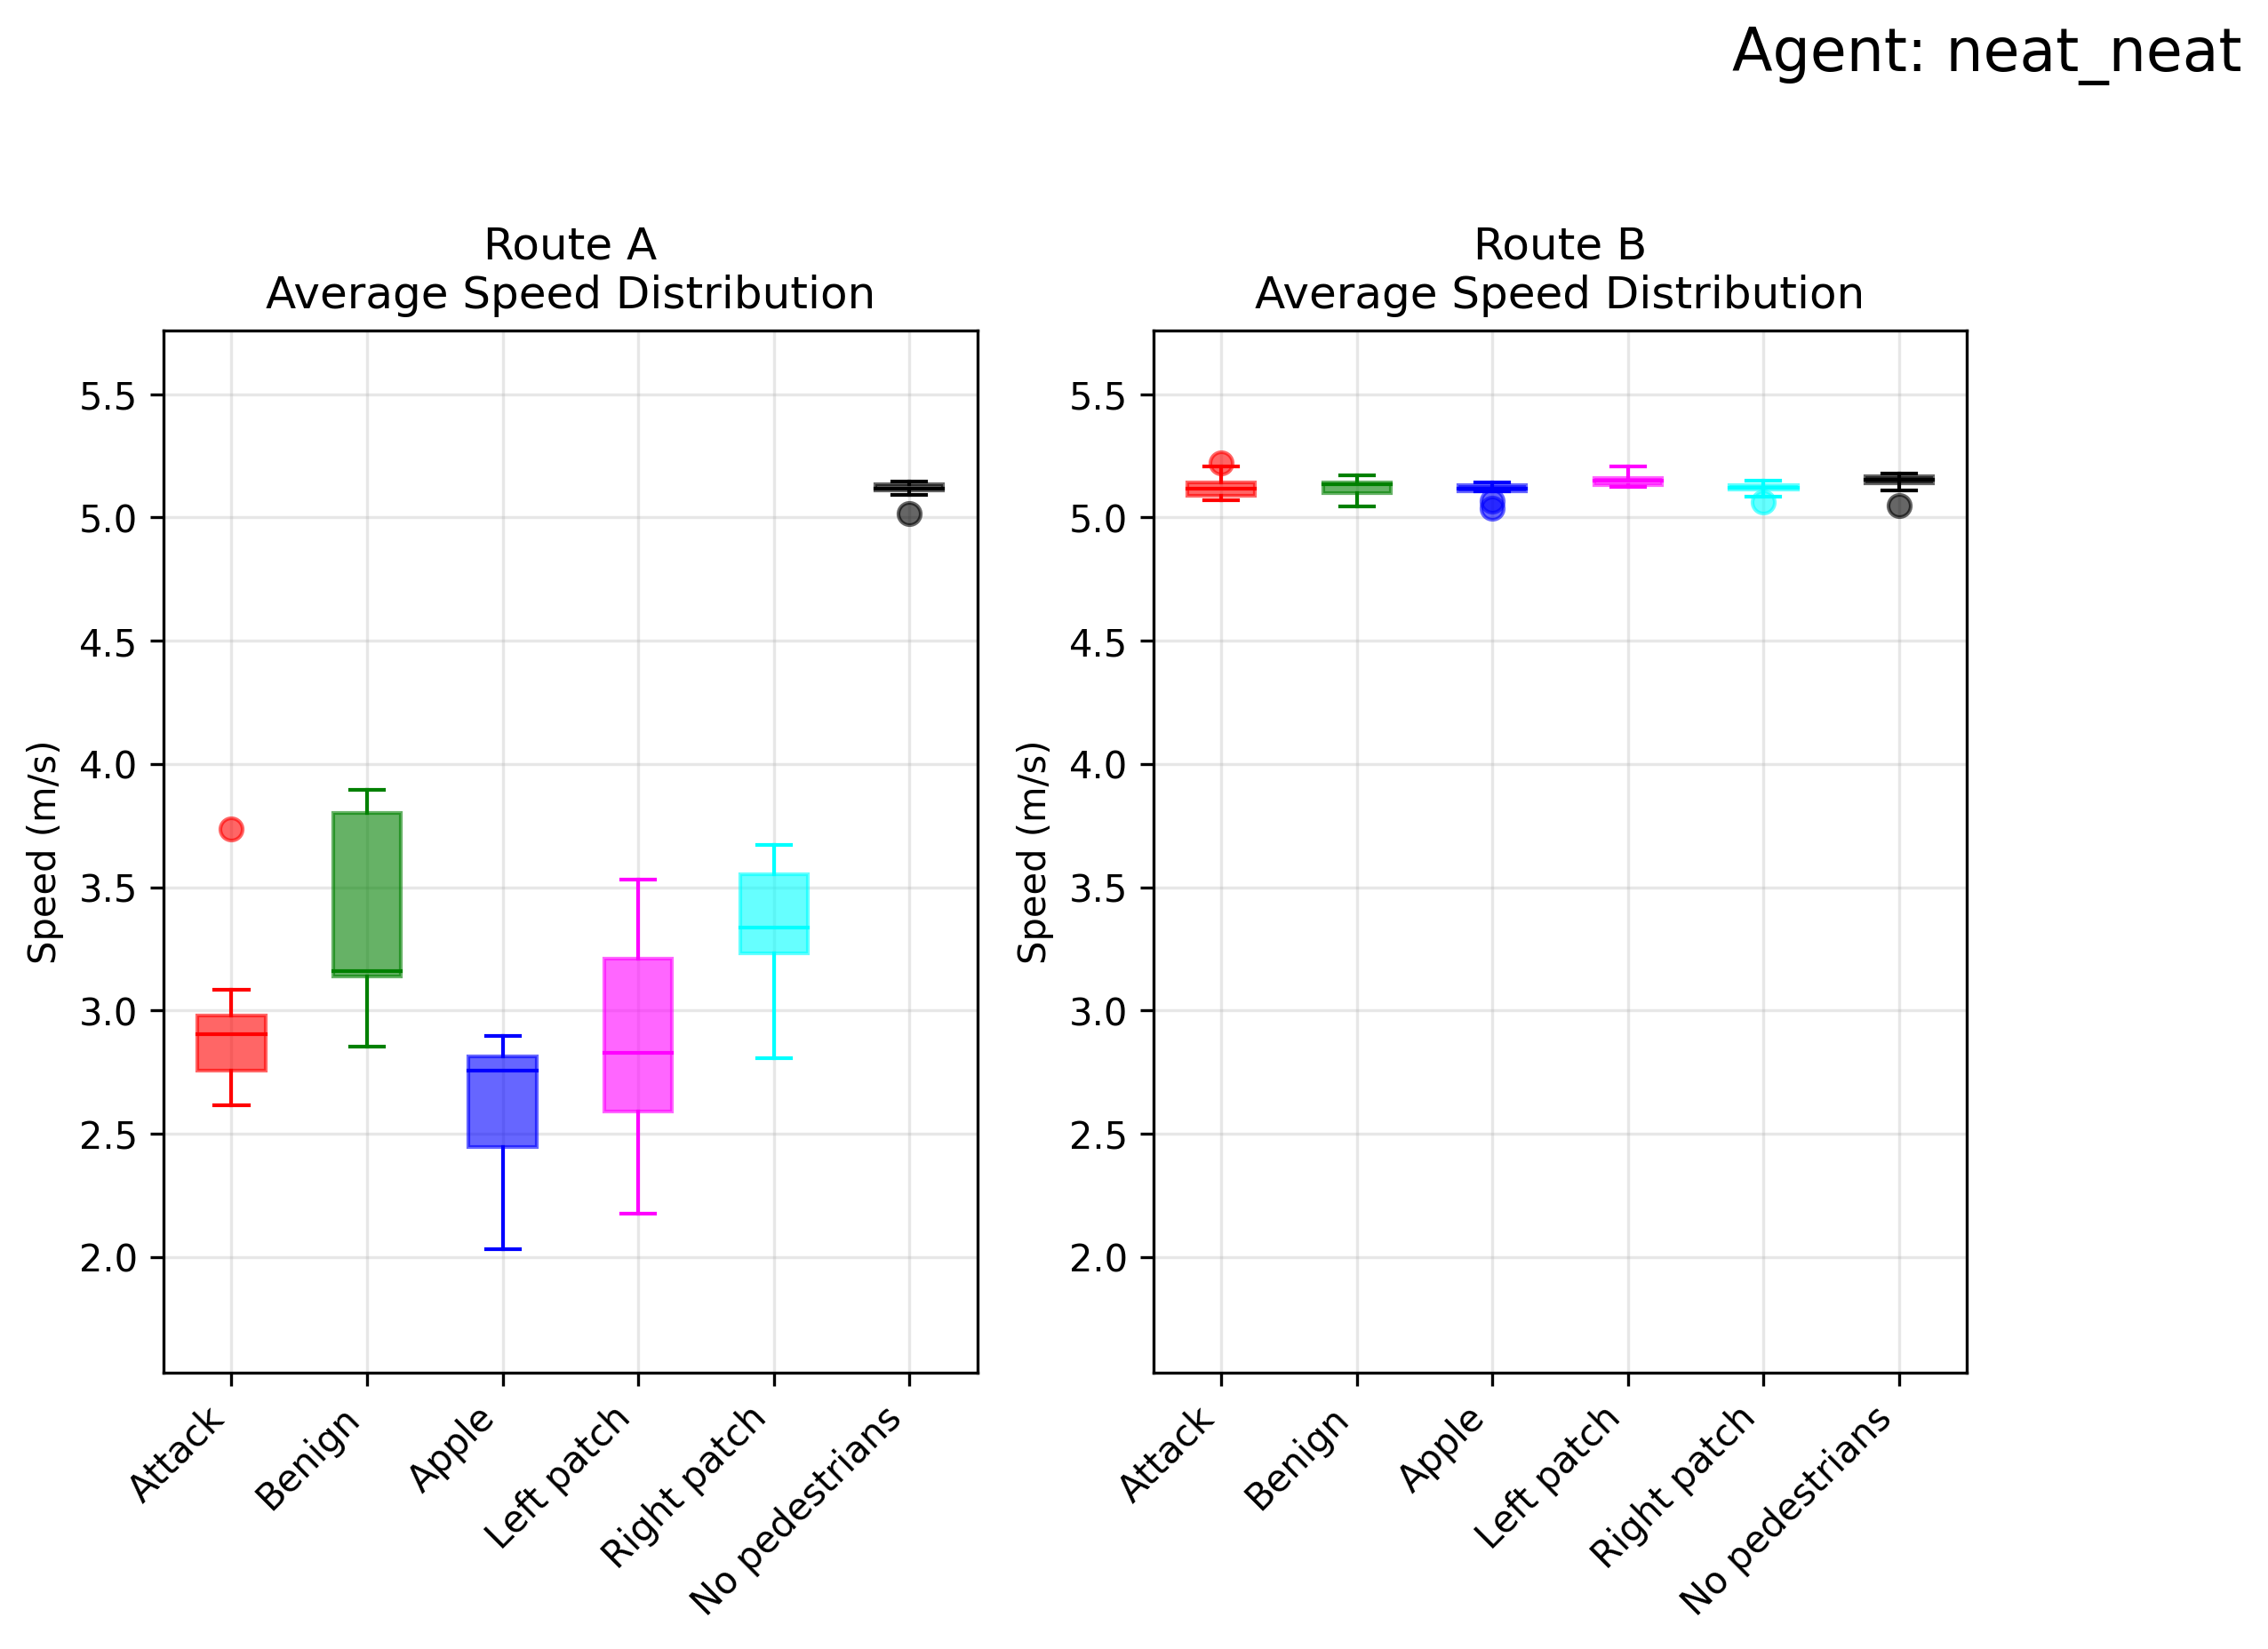 Agent: neat_neat
Route A
Average Speed Distribution
Speed (m/s)
5.5
5.0
4.5
4.0
3.5
3.0
2.5
2.0
Attack
Benign
Apple
Left patch
Right patch
No pedestrians
Route B
Average Speed Distribution
Speed (m/s)
5.5
5.0
4.5
4.0
3.5
3.0
2.5
2.0
Attack
Benign
Apple
Left patch
Right patch
No pedestrians